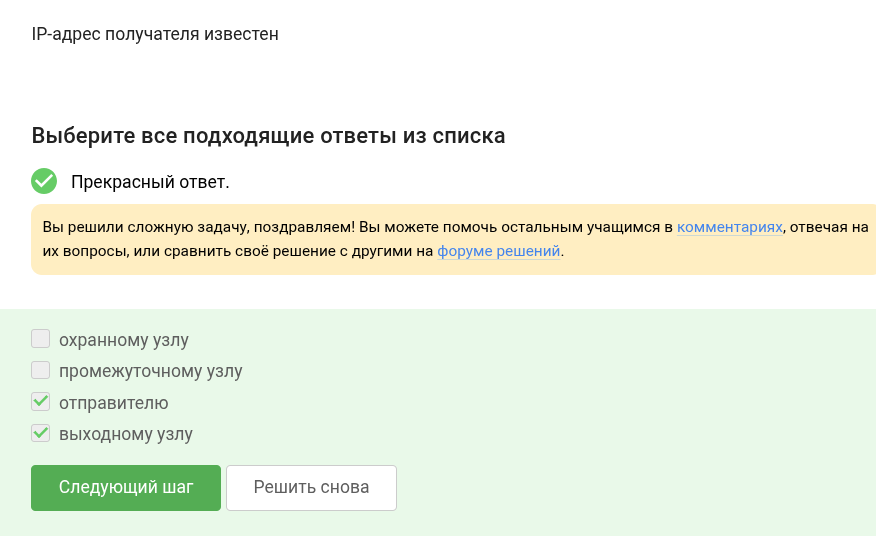 IP-адрес получателя известен
Выберите все подходящие ответы из списка
Прекрасный ответ.
Вы решили сложную задачу, поздравляем! Вы можете помочь остальным учащимся в комментариях, отвечая на
их вопросы, или сравнить своё решение с другими на форуме решений.
охранному узлу
промежуточному узлу
отправителю
выходному узлу
Следующий шаг Решить снова